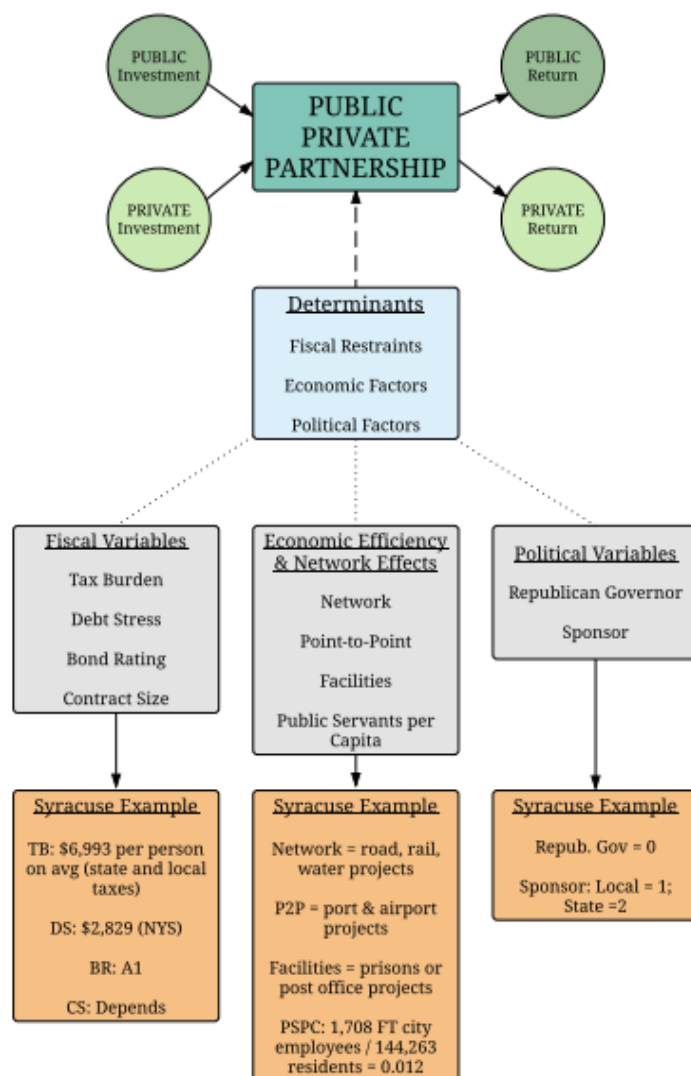 PUBLIC
Investment
PUBLIC
PRIVATE
PARTNERSHIP
PUBLIC
Return
PRIVATE
Investment
PRIVATE
Return
Determinants
Fiscal Restraints
Economic Factors
Political Factors
Fiscal Variables
Tax Burden
Debt Stress
Bond Rating
Contract Size
Economic Efficiency
& Network Effects
Network
Point-to-Point
Facilities
Public Servants per
Capita
Political Variables
Republican Governor
Sponsor
Syracuse Example
TB: $6,993 per person
on avg (state and local
taxes)
DS: $2,829 (NYS)
BR: A1
CS: Depends
Syracuse Example
Network = road, rail,
water projects
P2P = port & airport
projects
Facilities = prisons or
post office projects
PSPC: 1,708 FT city
employees / 144,263
residents = 0.012
Syracuse Example
Repub. Gov = 0
Sponsor: Local = 1;
State =2